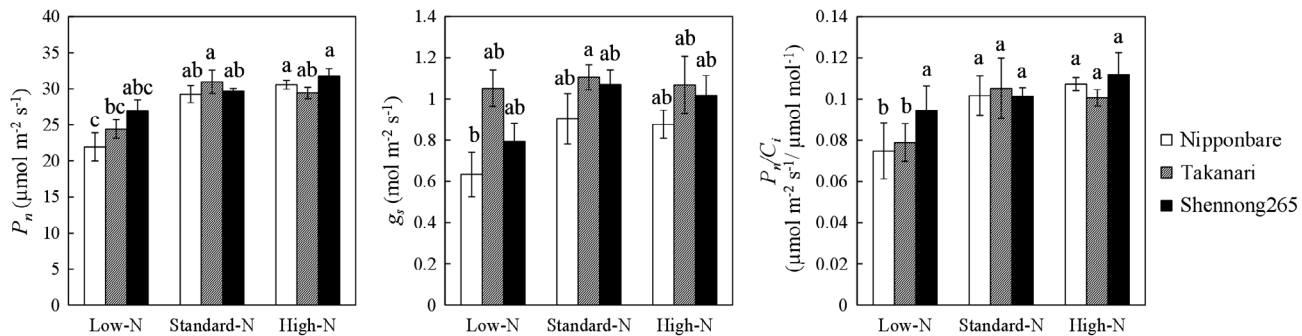 P_n (μmol m⁻² s⁻¹)
40
35
30
25
20
15
10
5
0
c
bc
abc
ab
a
ab
a
ab
a
Low-N
Standard-N
High-N
g_s (mol m⁻² s⁻¹)
1.4
1.2
1
0.8
0.6
0.4
0.2
0
b
ab
ab
ab
a
ab
ab
ab
ab
Low-N
Standard-N
High-N
P_n/C_i
(μmol m⁻² s⁻¹/ μmol mol⁻¹)
0.14
0.12
0.1
0.08
0.06
0.04
0.02
0
b
b
a
a
a
a
a
a
a
Low-N
Standard-N
High-N
Nipponbare
Takanari
Shennong265